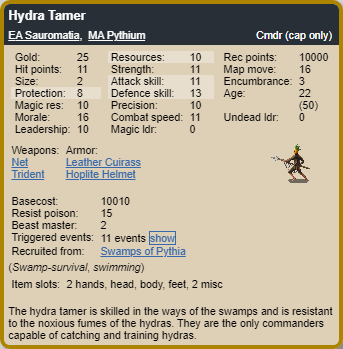 Hydra Tamer
EA Sauromatia, MA Pythium Cmdr (cap only)
Gold: 25 Resources: 10 Rec points: 10000
Hit points: 11 Strength: 11 Map move: 16
Size: 2 Attack skill: 11 Encumbrance: 3
Protection: 8 Defence skill: 13 Age: 22
Magic res: 10 Precision: 10 (50)
Morale: 16 Combat speed: 11 Undead ldr: 0
Leadership: 10 Magic ldr: 0
Weapons: Armor:
Net Leather Cuirass
Trident Hoplite Helmet
Basecost: 10010
Resist poison: 15
Beast master: 2
Triggered events: 11 events show
Recruited from: Swamps of Pythia
(Swamp-survival, swimming)
Item slots: 2 hands, head, body, feet, 2 misc
The hydra tamer is skilled in the ways of the swamps and is resistant
to the noxious fumes of the hydras. They are the only commanders
capable of catching and training hydras.